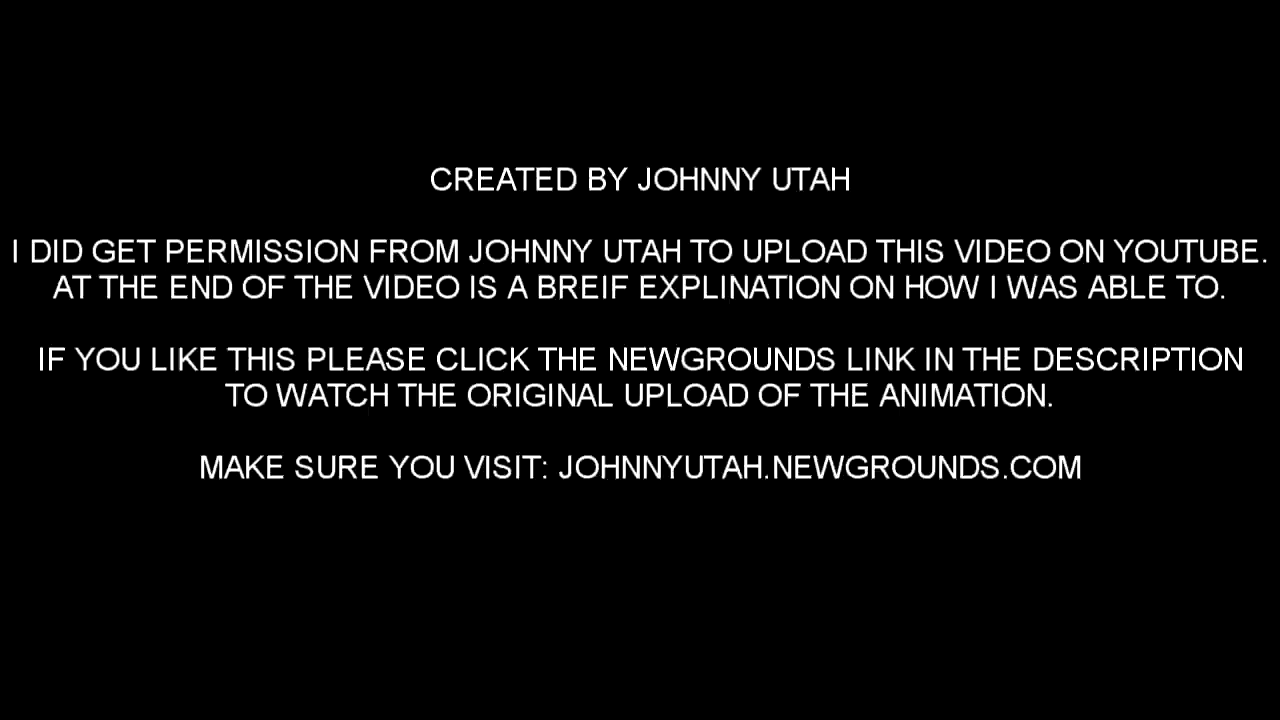 CREATED BY JOHNNY UTAH
I DID GET PERMISSION FROM JOHNNY UTAH TO UPLOAD THIS VIDEO ON YOUTUBE.
AT THE END OF THE VIDEO IS A BREIF EXPLINATION ON HOW I WAS ABLE TO.
IF YOU LIKE THIS PLEASE CLICK THE NEWGROUNDS LINK IN THE DESCRIPTION
TO WATCH THE ORIGINAL UPLOAD OF THE ANIMATION.
MAKE SURE YOU VISIT: JOHNNYUTAH.NEWGROUNDS.COM